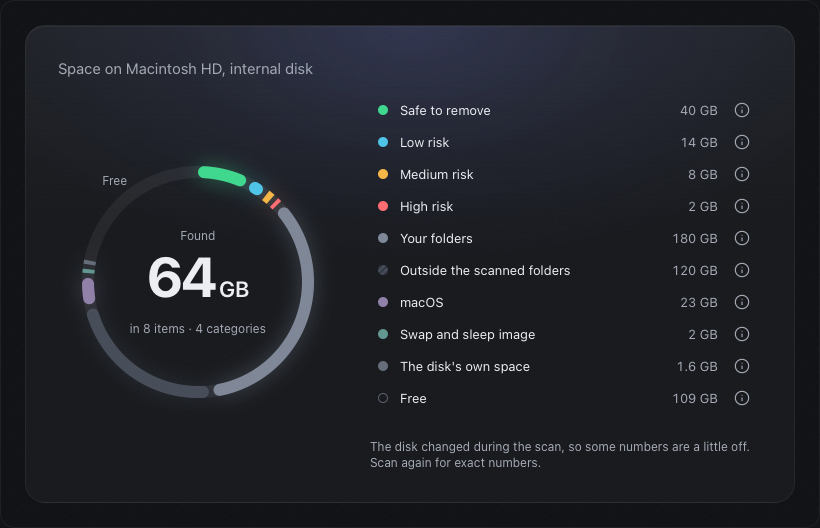 Space on Macintosh HD, internal disk
Free
Found
64 GB
in 8 items · 4 categories
Safe to remove 40 GB
Low risk 14 GB
Medium risk 8 GB
High risk 2 GB
Your folders 180 GB
Outside the scanned folders 120 GB
macOS 23 GB
Swap and sleep image 2 GB
The disk's own space 1.6 GB
Free 109 GB
The disk changed during the scan, so some numbers are a little off.
Scan again for exact numbers.